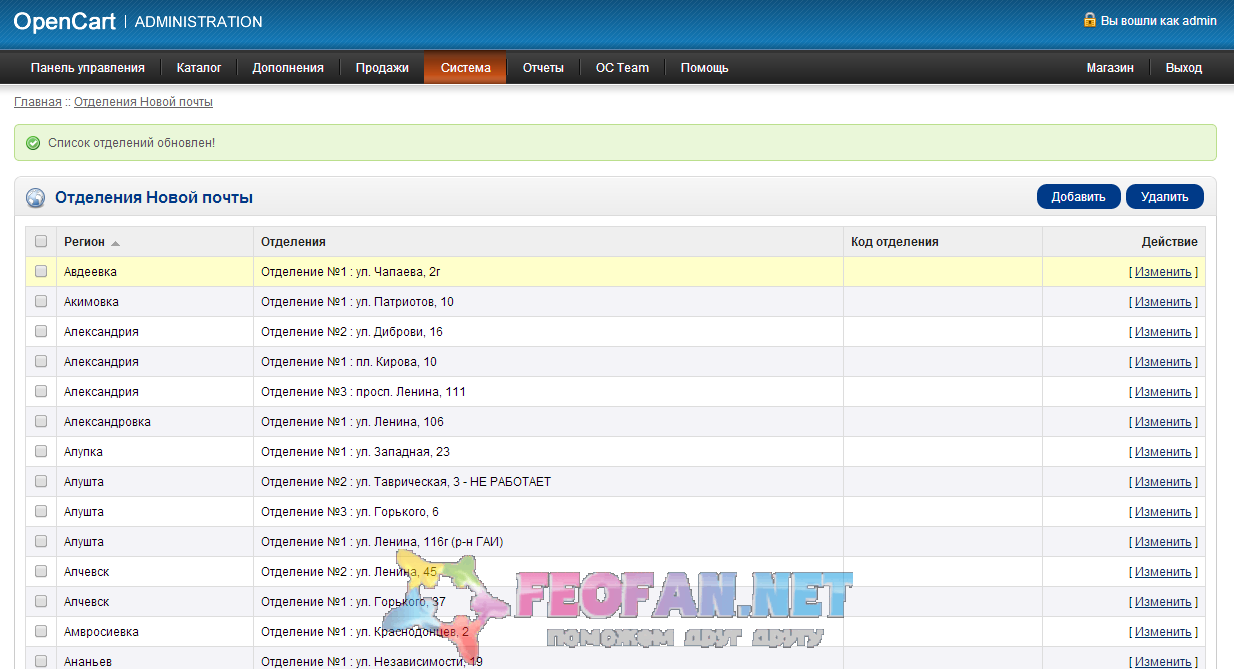 OpenCart | ADMINISTRATION Вы вошли как admin
Панель управления Каталог Дополнения Продажи Система Отчеты OC Team Помощь Магазин Выход
Главная :: Отделения Новой почты
Список отделений обновлен!
Отделения Новой почты Добавить Удалить
Регион Отделения Код отделения Действие
Авдеевка Отделение №1 : ул. Чапаева, 2г [ Изменить ]
Акимовка Отделение №1 : ул. Патриотов, 10 [ Изменить ]
Александрия Отделение №2 : ул. Диброви, 16 [ Изменить ]
Александрия Отделение №1 : пл. Кирова, 10 [ Изменить ]
Александрия Отделение №3 : просп. Ленина, 111 [ Изменить ]
Александровка Отделение №1 : ул. Ленина, 106 [ Изменить ]
Алупка Отделение №1 : ул. Западная, 23 [ Изменить ]
Алушта Отделение №2 : ул. Таврическая, 3 - НЕ РАБОТАЕТ [ Изменить ]
Алушта Отделение №3 : ул. Горького, 6 [ Изменить ]
Алушта Отделение №1 : ул. Ленина, 116г (р-н ГАИ) [ Изменить ]
Алчевск Отделение №2 : ул. Ленина, 45 [ Изменить ]
Алчевск Отделение №1 : ул. Горького, 37 [ Изменить ]
FEOFAN.NET
Амвросиевка Отделение №1 : ул. Краснодонцев, 2 [ Изменить ]
поможем друг другу
Ананьев Отделение №1 : ул. Независимости, 19 [ Изменить ]